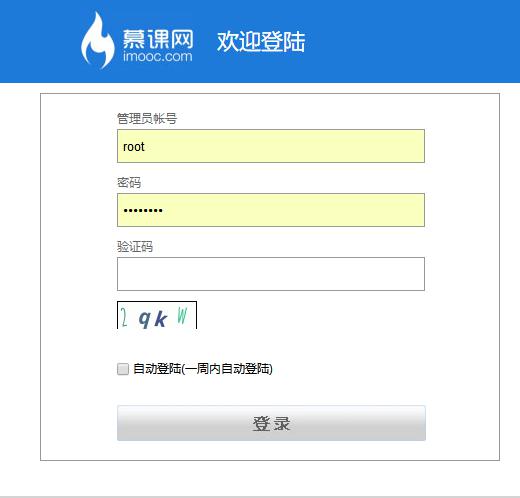 慕课网
imooc.com
欢迎登陆
管理员帐号
root
密码
••••••••
验证码
2 q k W
自动登陆(一周内自动登陆)
登录